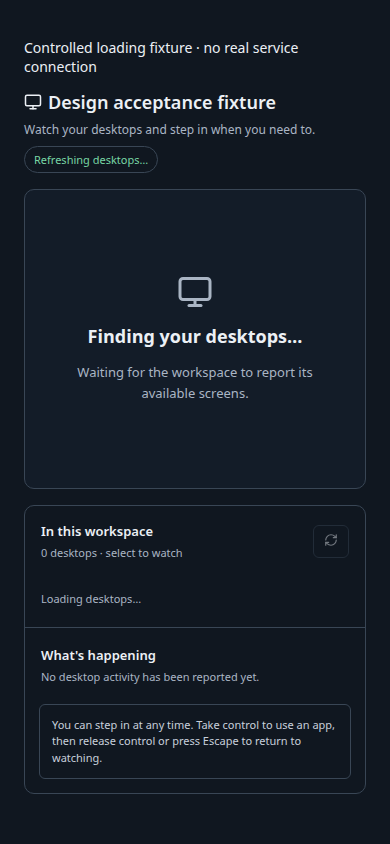 Controlled loading fixture · no real service
connection
Design acceptance fixture
Watch your desktops and step in when you need to.
Refreshing desktops...
Finding your desktops...
Waiting for the workspace to report its
available screens.
In this workspace
0 desktops · select to watch
Loading desktops...
What's happening
No desktop activity has been reported yet.
You can step in at any time. Take control to use an app,
then release control or press Escape to return to
watching.